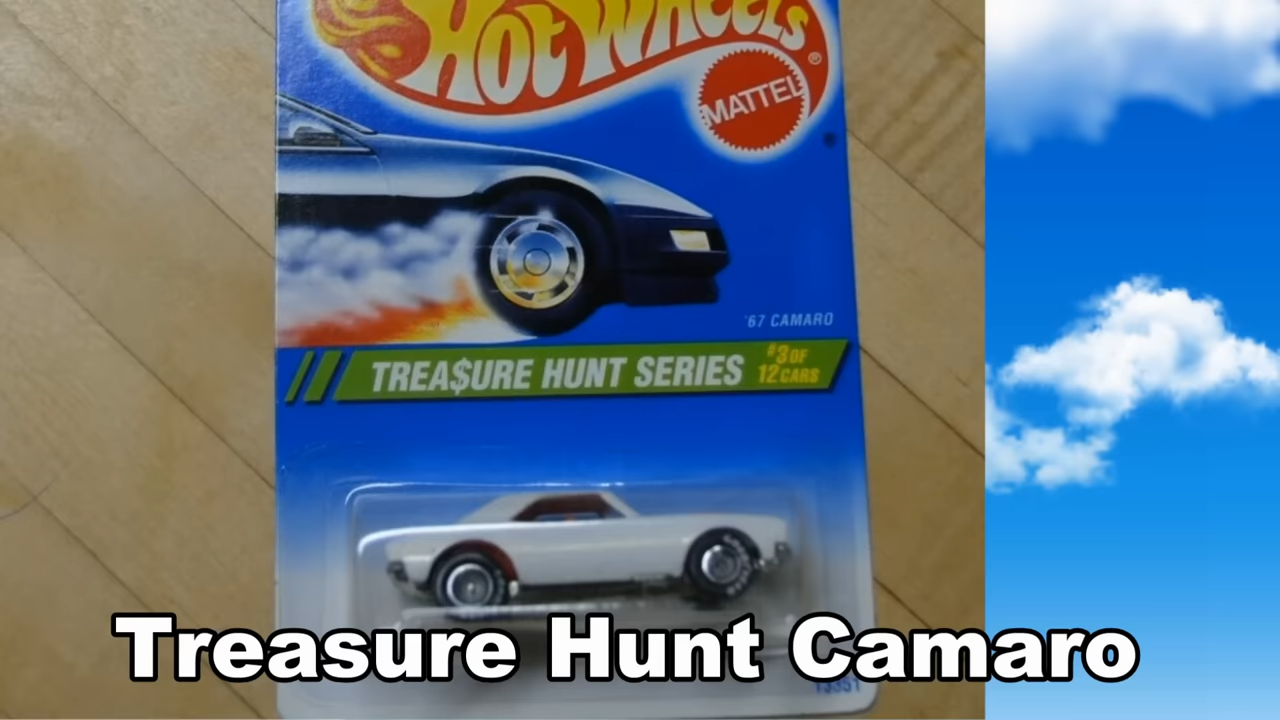 HOT WHEELS
®
MATTEL
®
'67 CAMARO
TREA$URE HUNT SERIES
#3 OF
12 CARS
Treasure Hunt Camaro